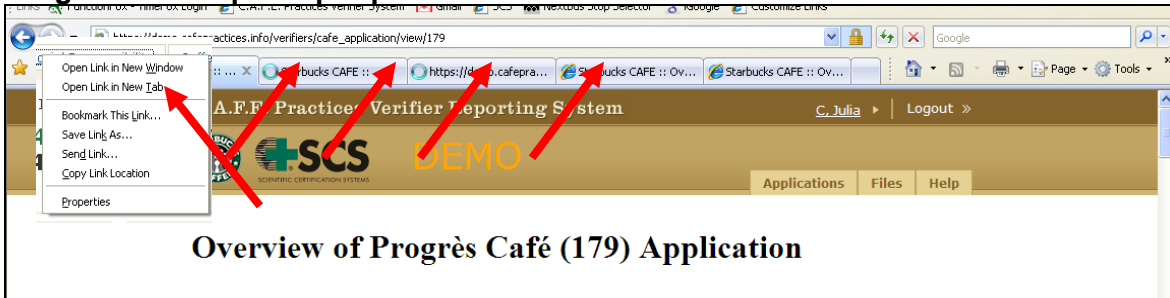 Links FunctionFox - TimeFox Login C.A.F.E. Practices Verifier System Gmail SCS Nextbus Stop Selector iGoogle Customize Links
actices.info/verifiers/cafe_application/view/179
Google
Open Link in New Window
Open Link in New Tab
Bookmark This Link...
Save Link As...
Send Link...
Copy Link Location
Properties
:: ... X
Starbucks CAFE :: https://demo.cafepra... Starbucks CAFE :: Ov... Starbucks CAFE :: Ov...
Page Tools
A.F.E. Practices Verifier Reporting System
C, Julia Logout »
SCS
SCIENTIFIC CERTIFICATION SYSTEMS
DEMO
Applications Files Help
Overview of Progrès Café (179) Application